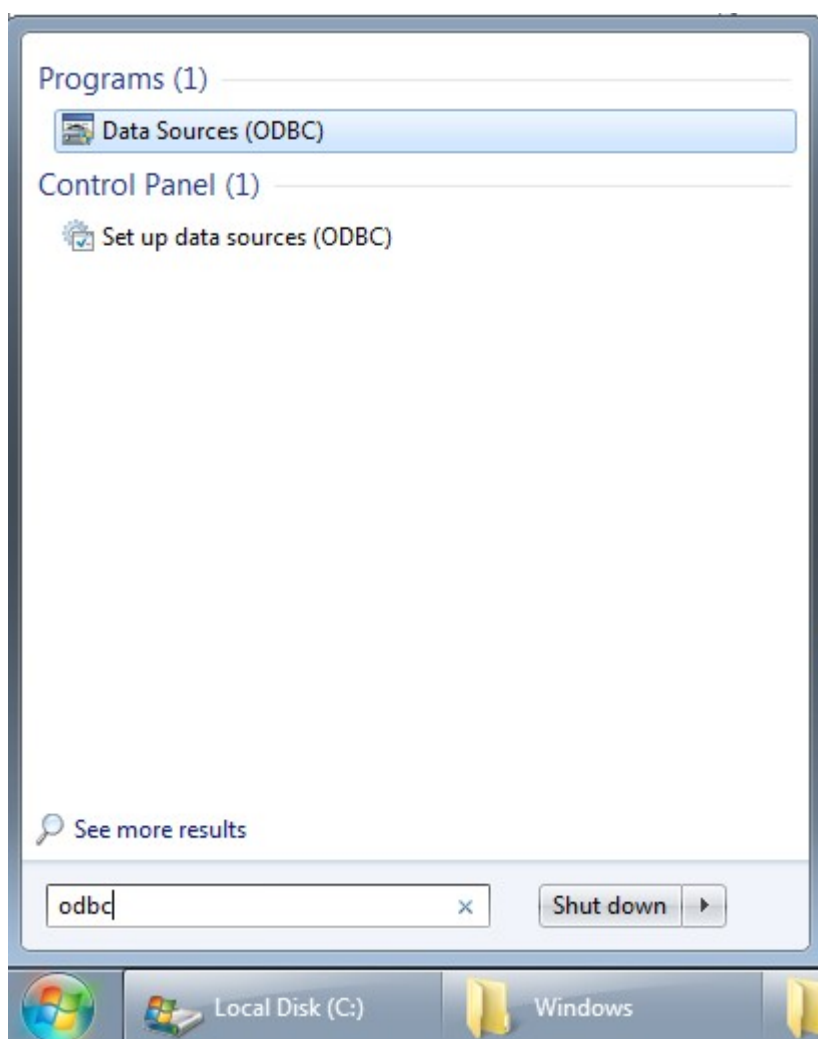 Programs (1)
Data Sources (ODBC)
Control Panel (1)
Set up data sources (ODBC)
See more results
odbc
Shut down
Local Disk (C:)
Windows